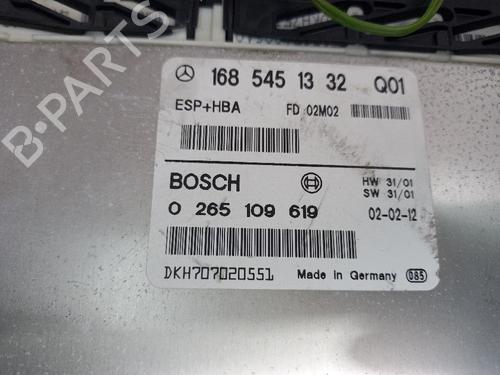 168 545 13 32 Q01
ESP+HBA FD 02M02
BOSCH HW 31/01
SW 31/01
0 265 109 619 02-02-12
DKH707020551 Made in Germany 085